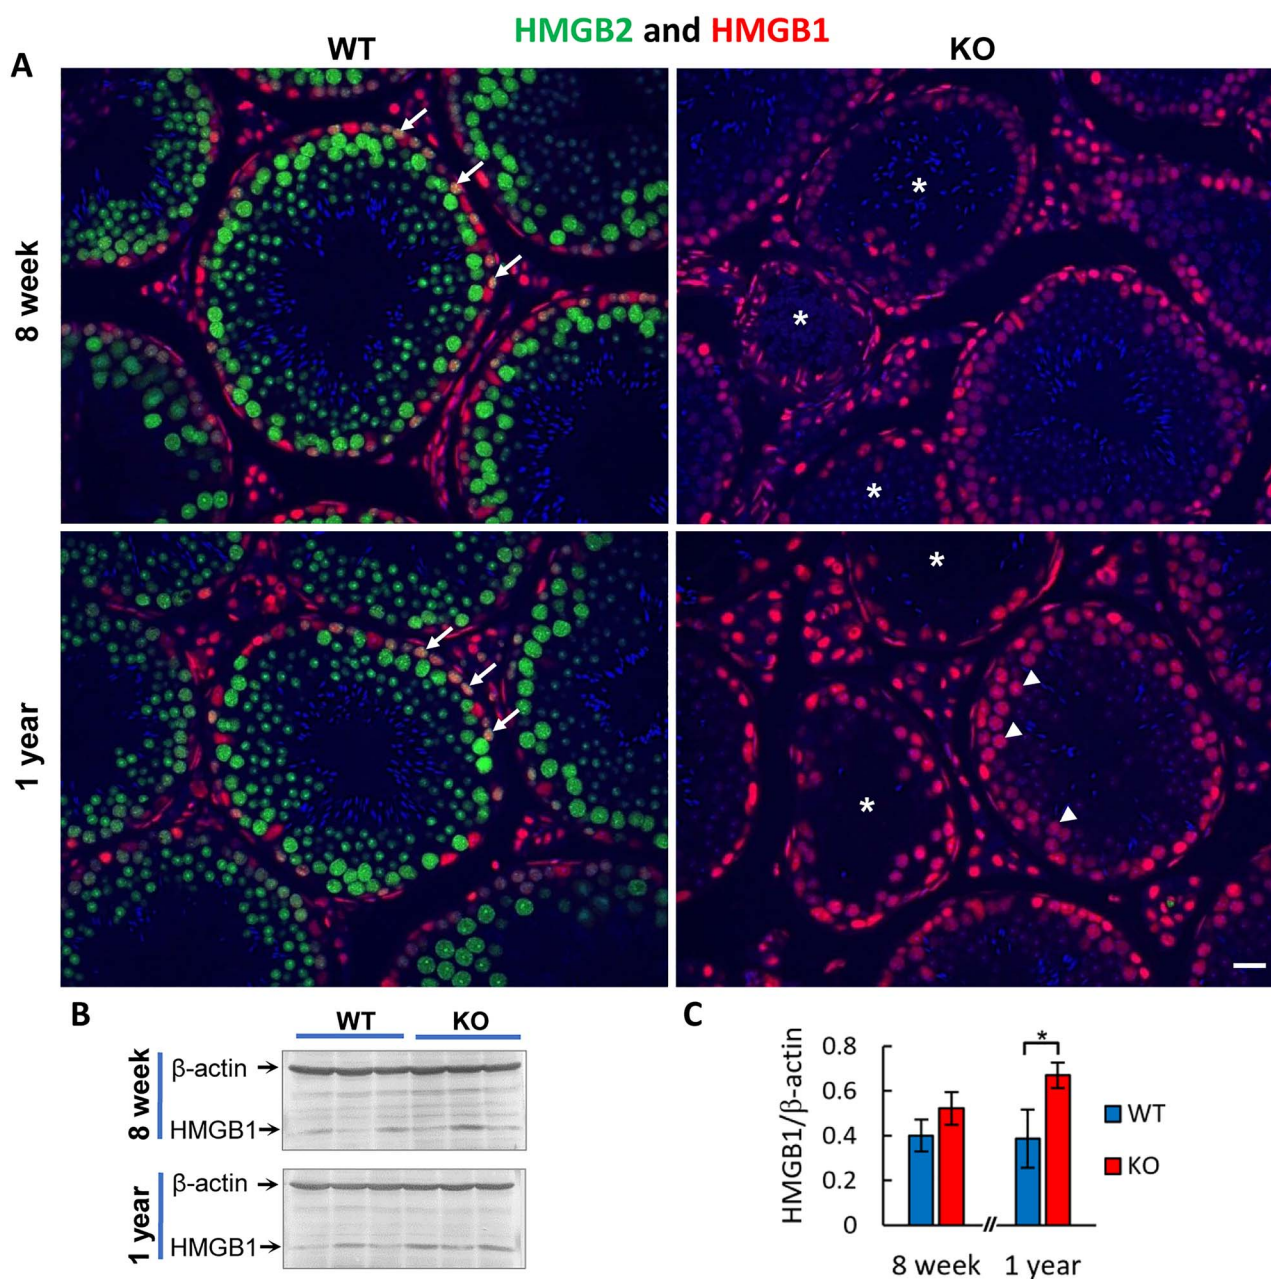 HMGB2 and HMGB1
WT
KO
A
8 week
*
*
*
1 year
*
*
B
WT
KO
8 week
β-actin
HMGB1
1 year
β-actin
HMGB1
C
HMGB1/β-actin
0.8
0.6
0.4
0.2
0
*
WT
KO
8 week
1 year